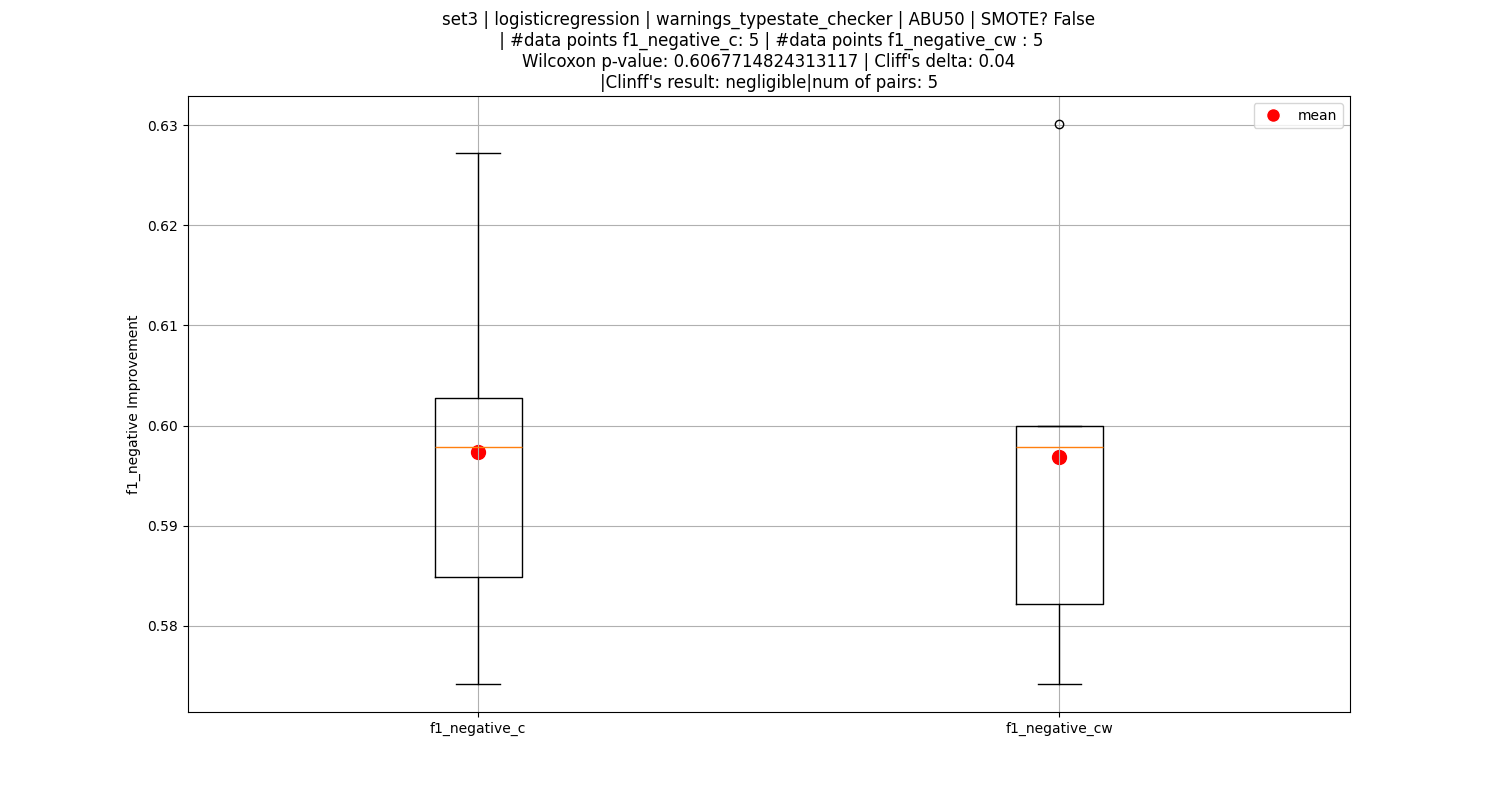 set3 | logisticregression | warnings_typestate_checker | ABU50 | SMOTE? False
| #data points f1_negative_c: 5 | #data points f1_negative_cw : 5
Wilcoxon p-value: 0.6067714824313117 | Cliff's delta: 0.04
|Clinff's result: negligible|num of pairs: 5
mean
0.63
0.62
0.61
0.60
0.59
0.58
f1_negative Improvement
f1_negative_c
f1_negative_cw